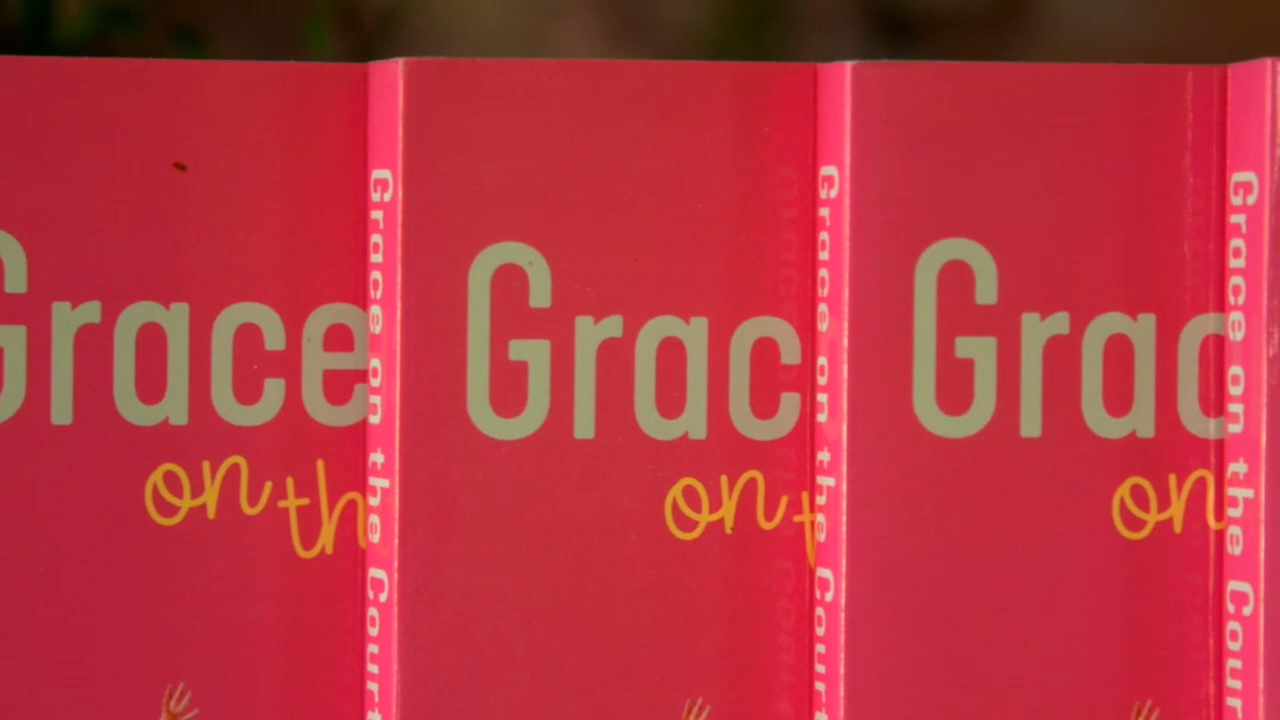 Grace
on th
Grace on the Court
Grac
on t
Grace on the Court
Grac
on
Grace on the Cour